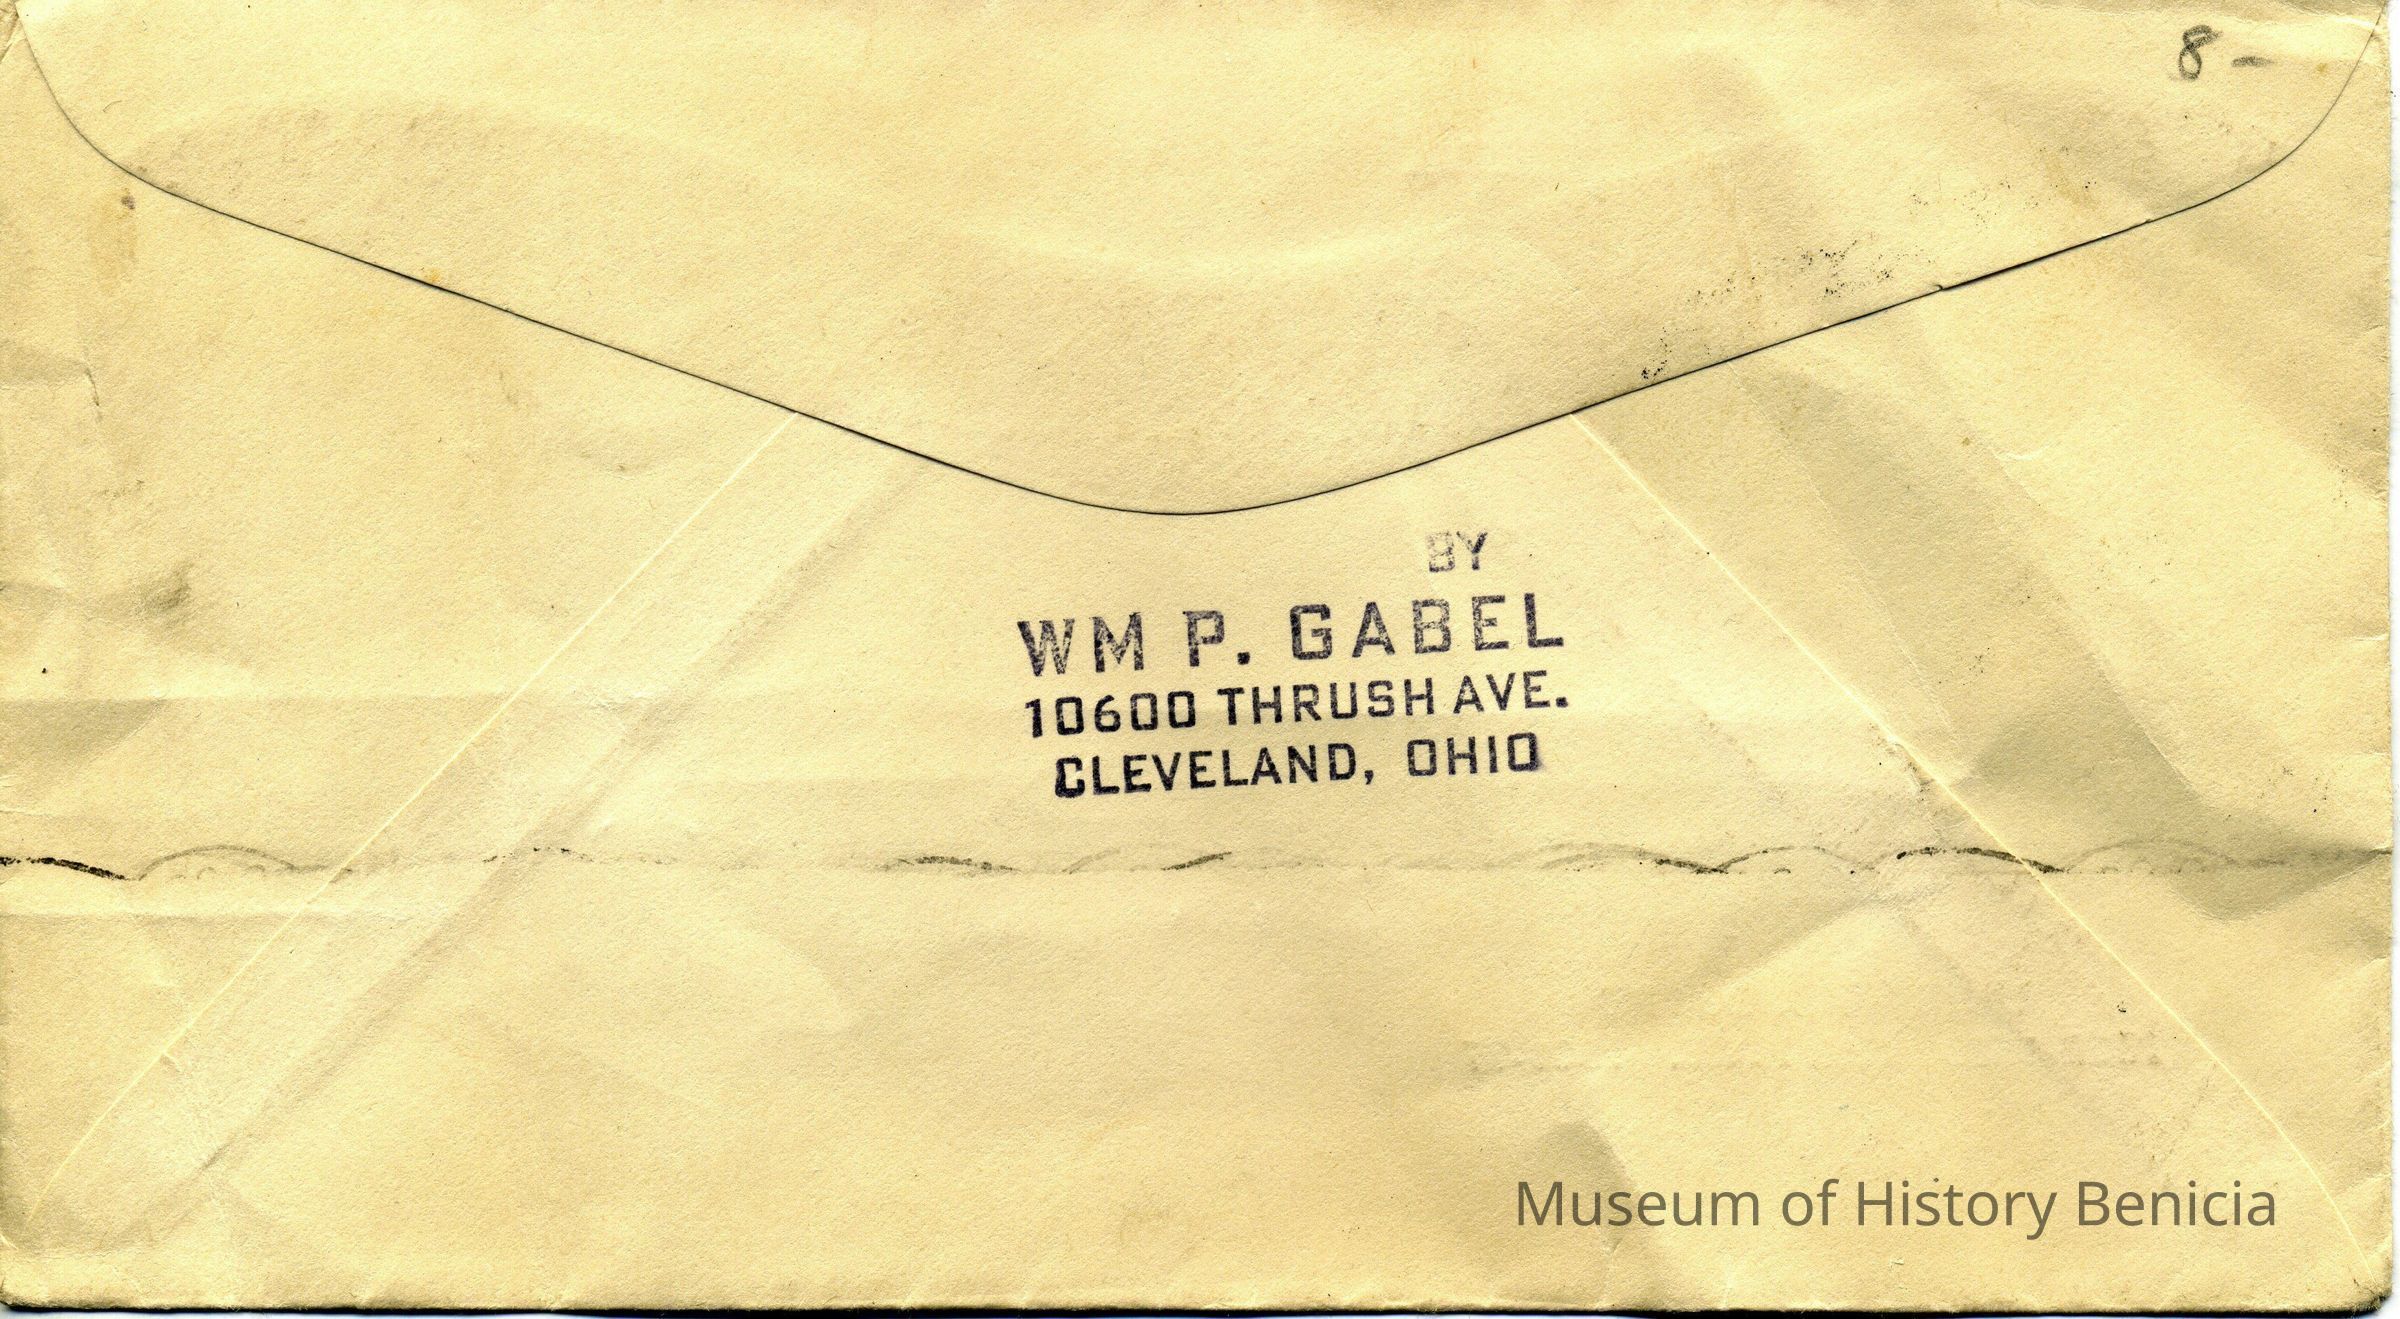 8 -
BY
WM P. GABEL
10600 THRUSH AVE.
CLEVELAND, OHIO
Museum of History Benicia